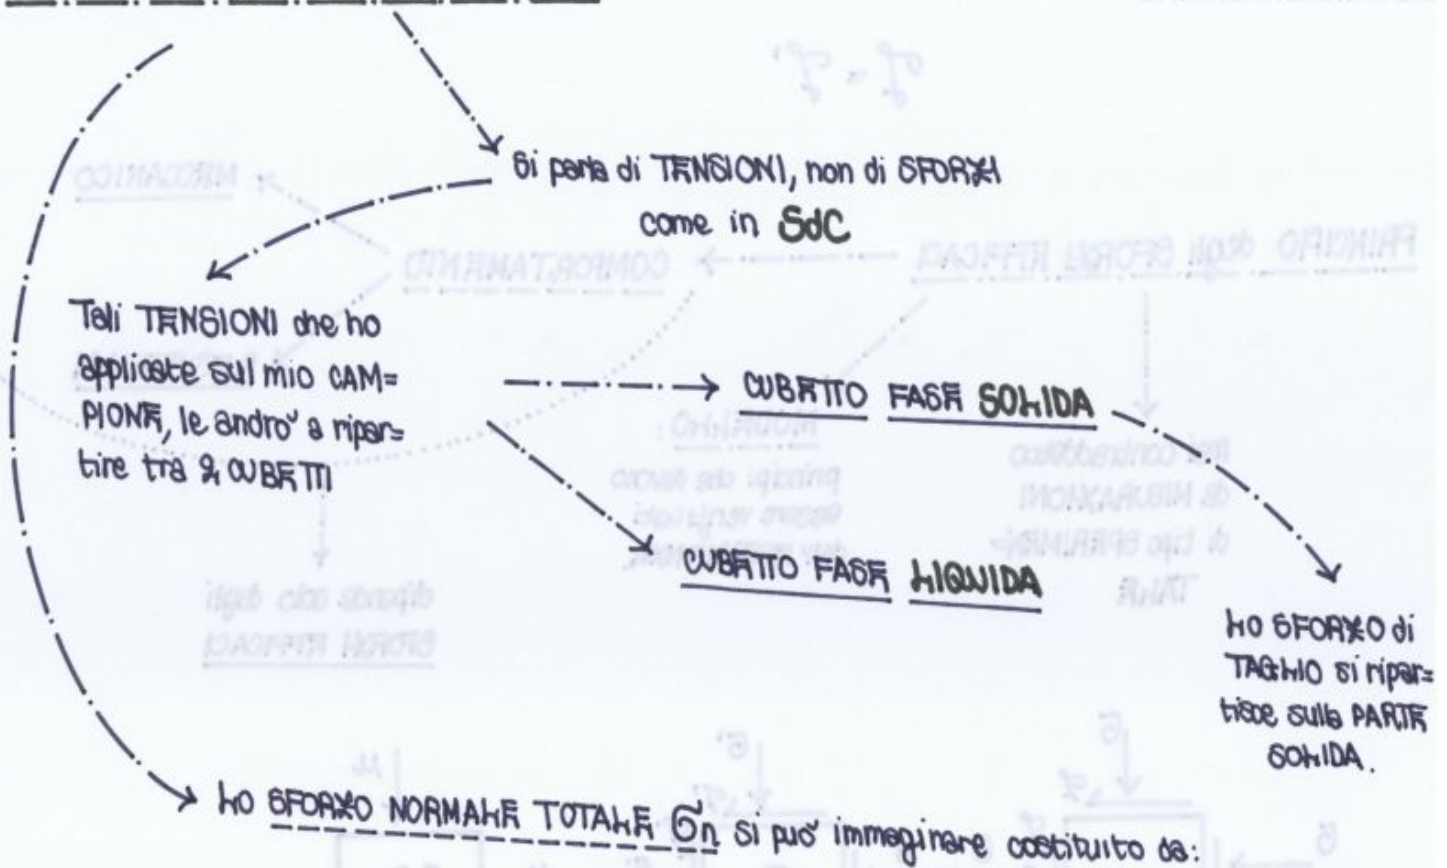 Si parla di TENSIONI, non di SFORZI
come in SdC
Tali TENSIONI che ho
applicate sul mio CAM=
PIONE, le andrò a ripar=
tire tra 2 CUBETTI
CUBETTO FASE SOLIDA
CUBETTO FASE LIQUIDA
LO SFORZO di
TAGLIO si ripar=
tisce sulla PARTE
SOLIDA.
LO SFORZO NORMALE TOTALE σn si può immaginare costituito da: